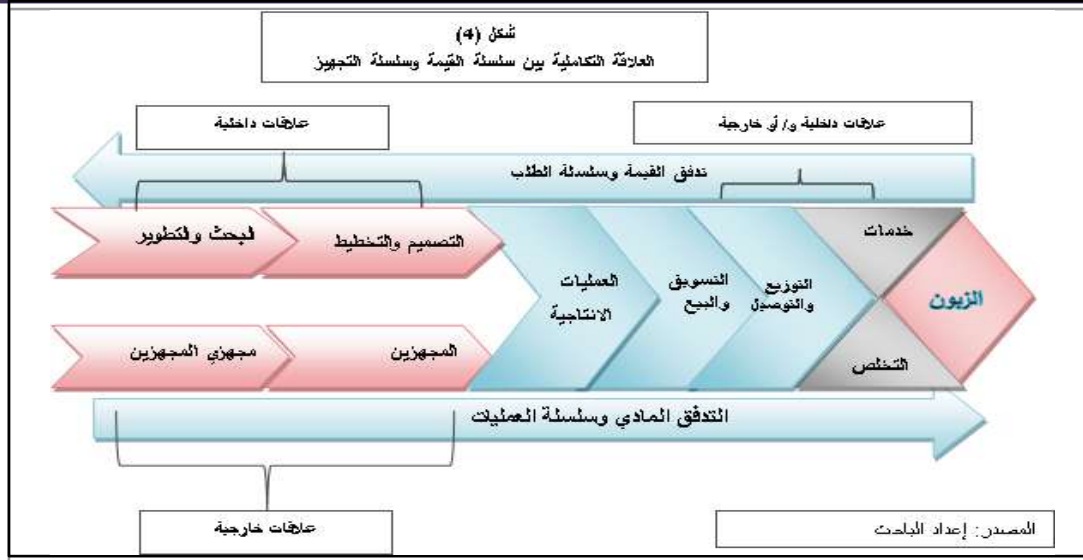 شكل (4)
العلاقة التكاملية بين سلسلة القيمة وسلسلة التجهيز
علاقات داخلية و/ أو خارجية
علاقات داخلية
تدفق القيمة وسلسلة الطلب
البحث والتطوير
التصميم والتخطيط
العمليات
الانتاجية
التسويق
والبيع
التوزيع
والتوصيل
خدمات
الزبون
مجهزي المجهزين
المجهزين
التخلص
التدفق المادي وسلسلة العمليات
علاقات خارجية
المصدر: إعداد الباحث